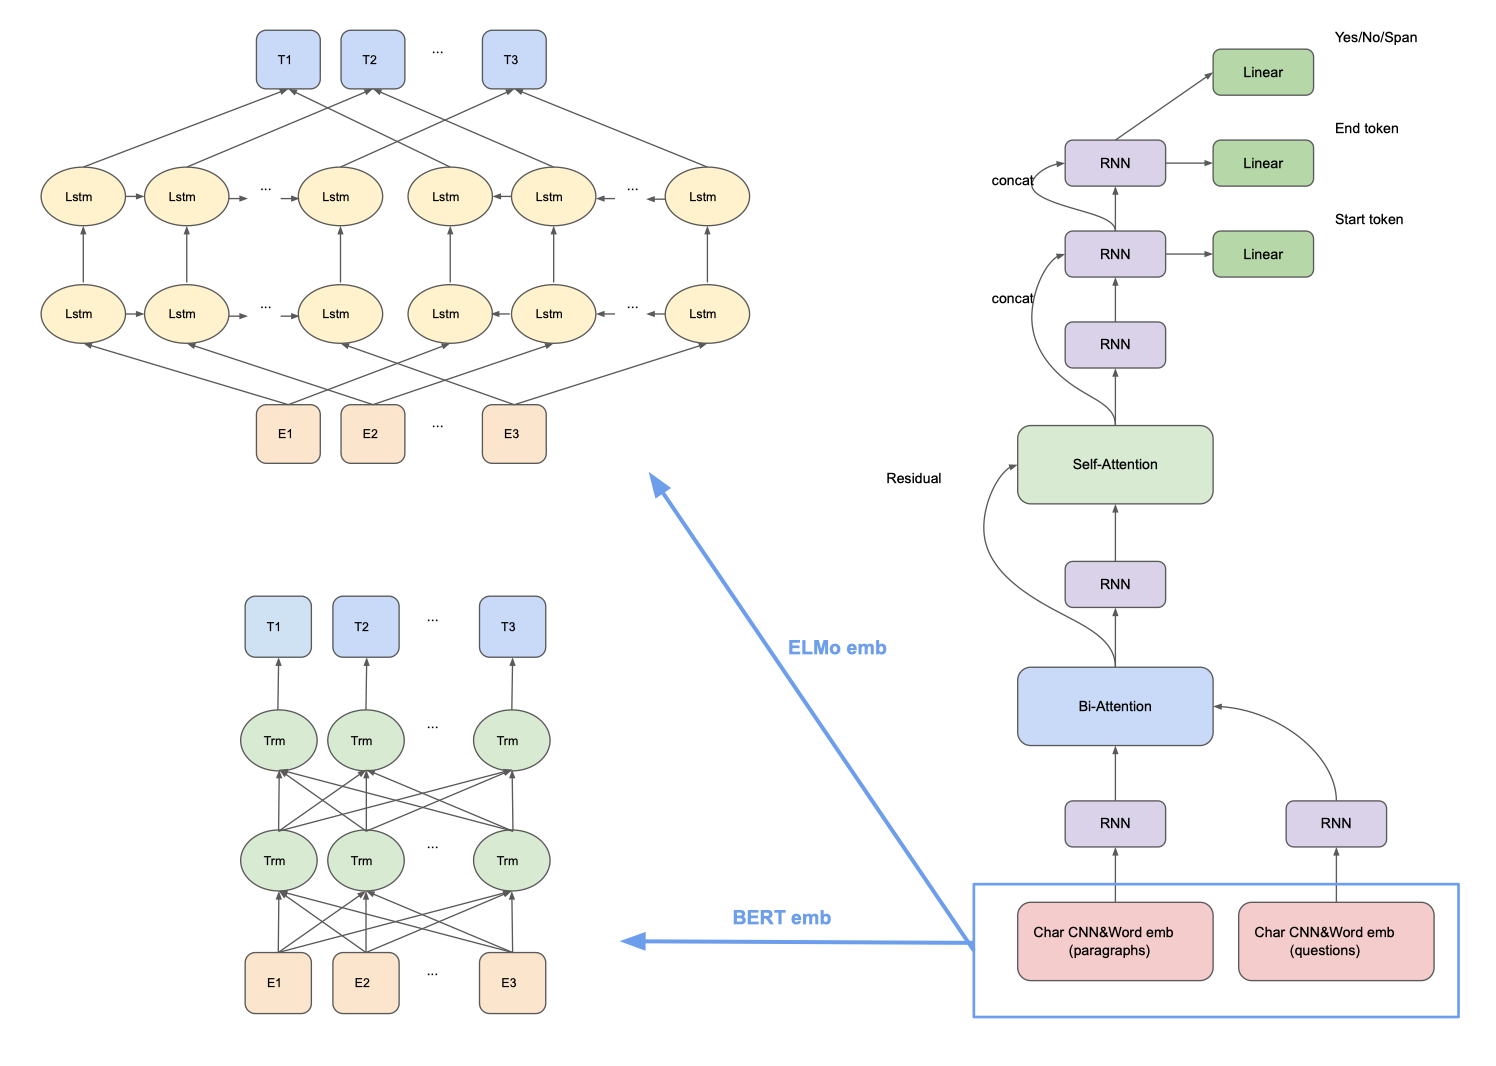 T1
T2
...
T3
Lstm
Lstm
...
Lstm
Lstm
Lstm
...
Lstm
Lstm
Lstm
...
Lstm
Lstm
Lstm
...
Lstm
E1
E2
...
E3
T1
T2
...
T3
Trm
Trm
...
Trm
Trm
Trm
...
Trm
E1
E2
...
E3
ELMo emb
BERT emb
Yes/No/Span
Linear
End token
RNN
Linear
concat
Start token
RNN
Linear
concat
RNN
Self-Attention
Residual
RNN
Bi-Attention
RNN
RNN
Char CNN&Word emb
(paragraphs)
Char CNN&Word emb
(questions)